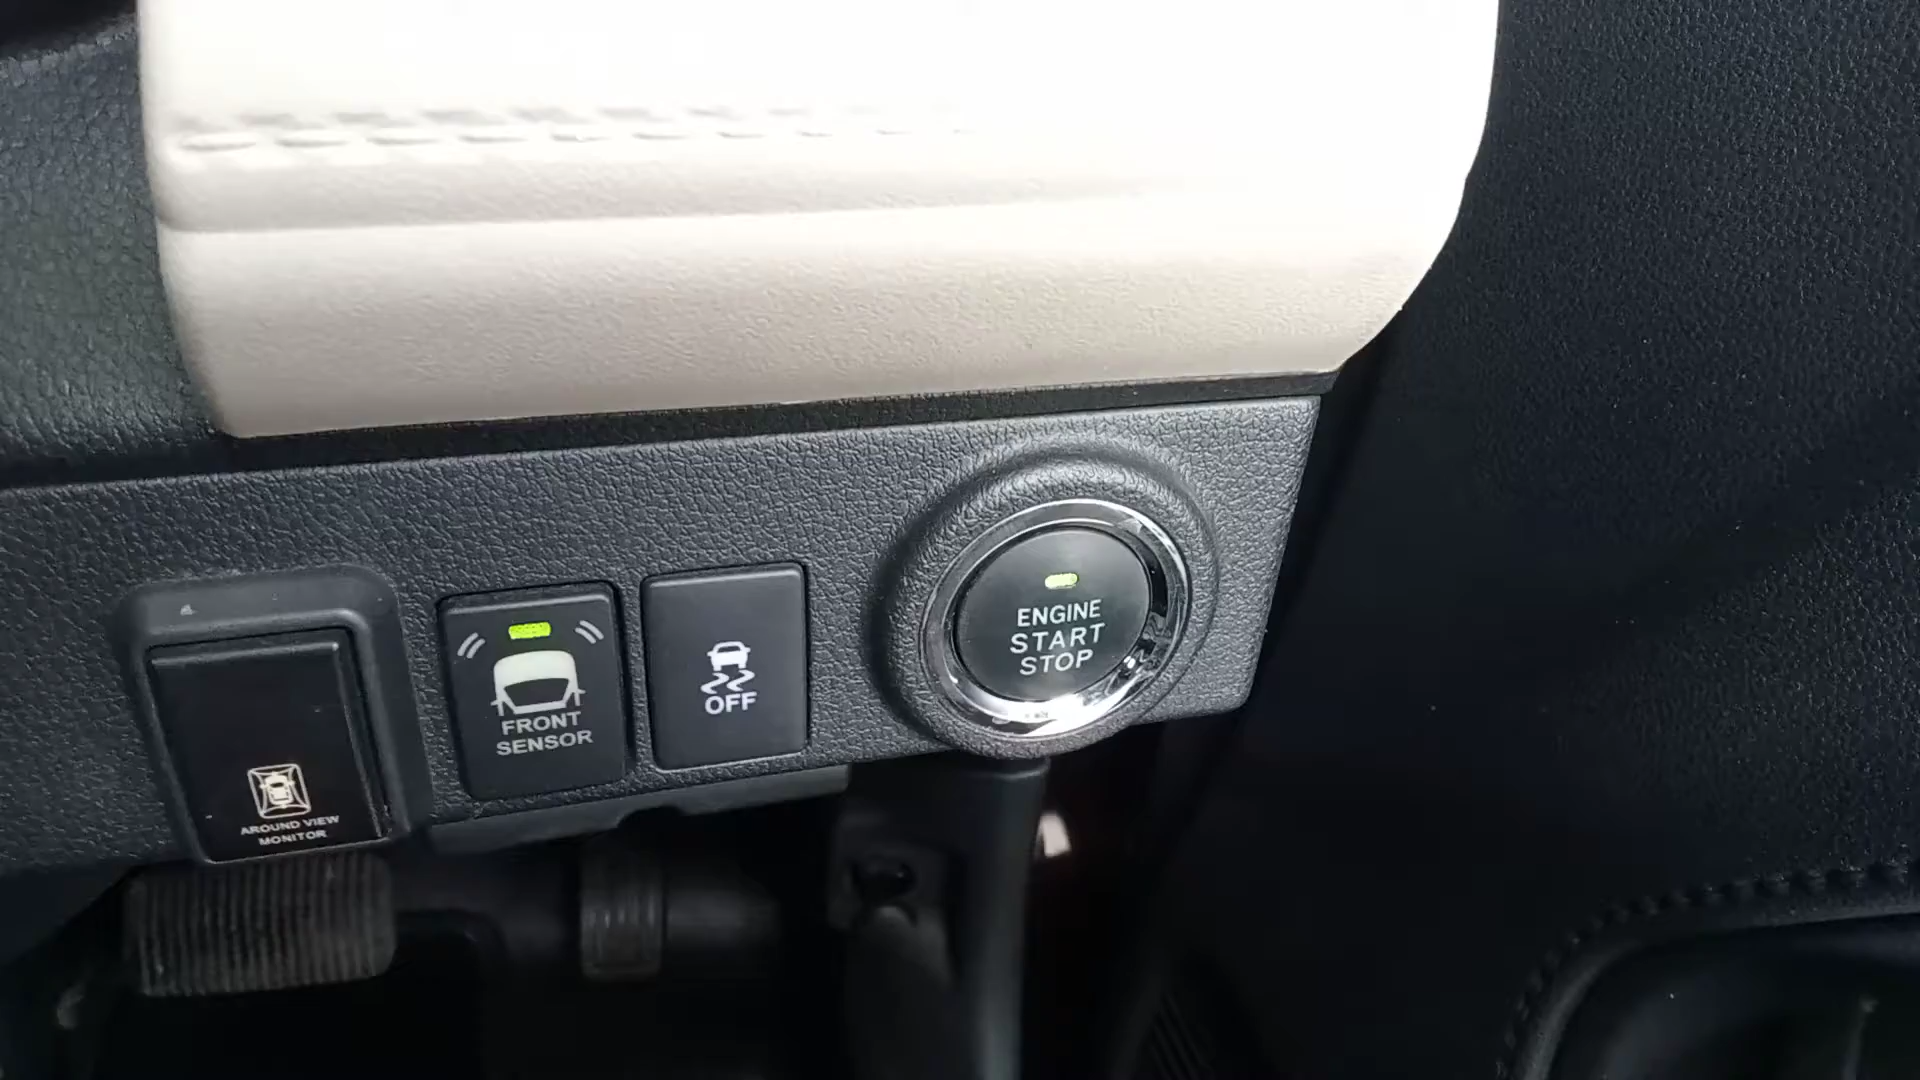 AROUND VIEW
MONITOR
FRONT
SENSOR
OFF
ENGINE
START
STOP